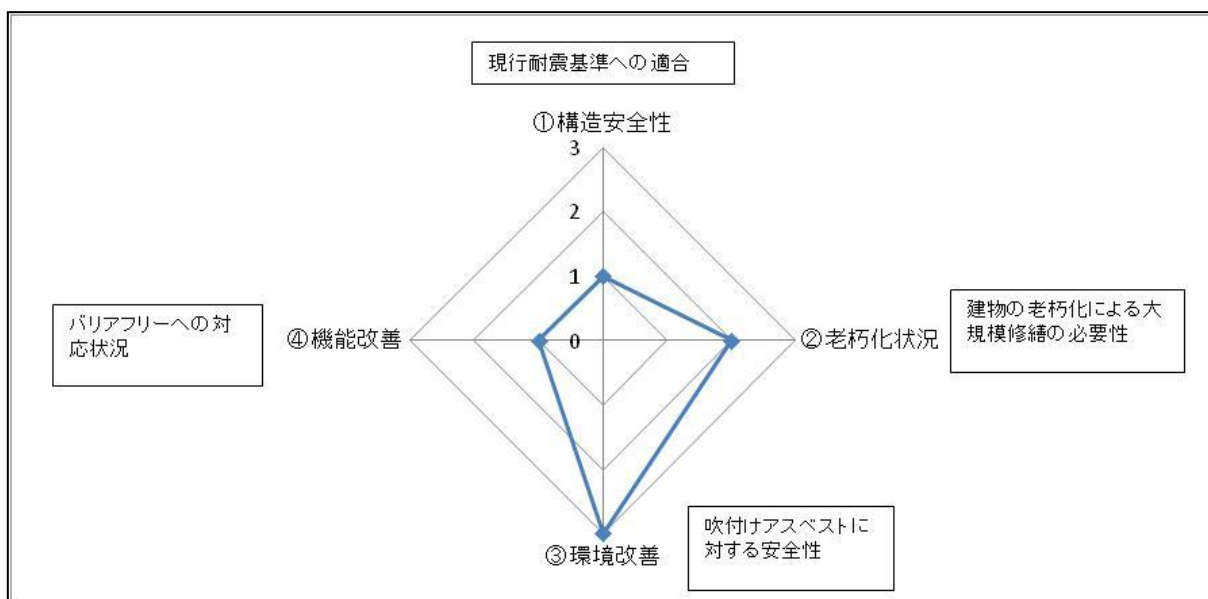 現行耐震基準への適合
①構造安全性
3
2
1
0
バリアフリーへの対
応状況
④機能改善
②老朽化状況
建物の老朽化による大
規模修繕の必要性
③環境改善
吹付けアスベストに
対する安全性